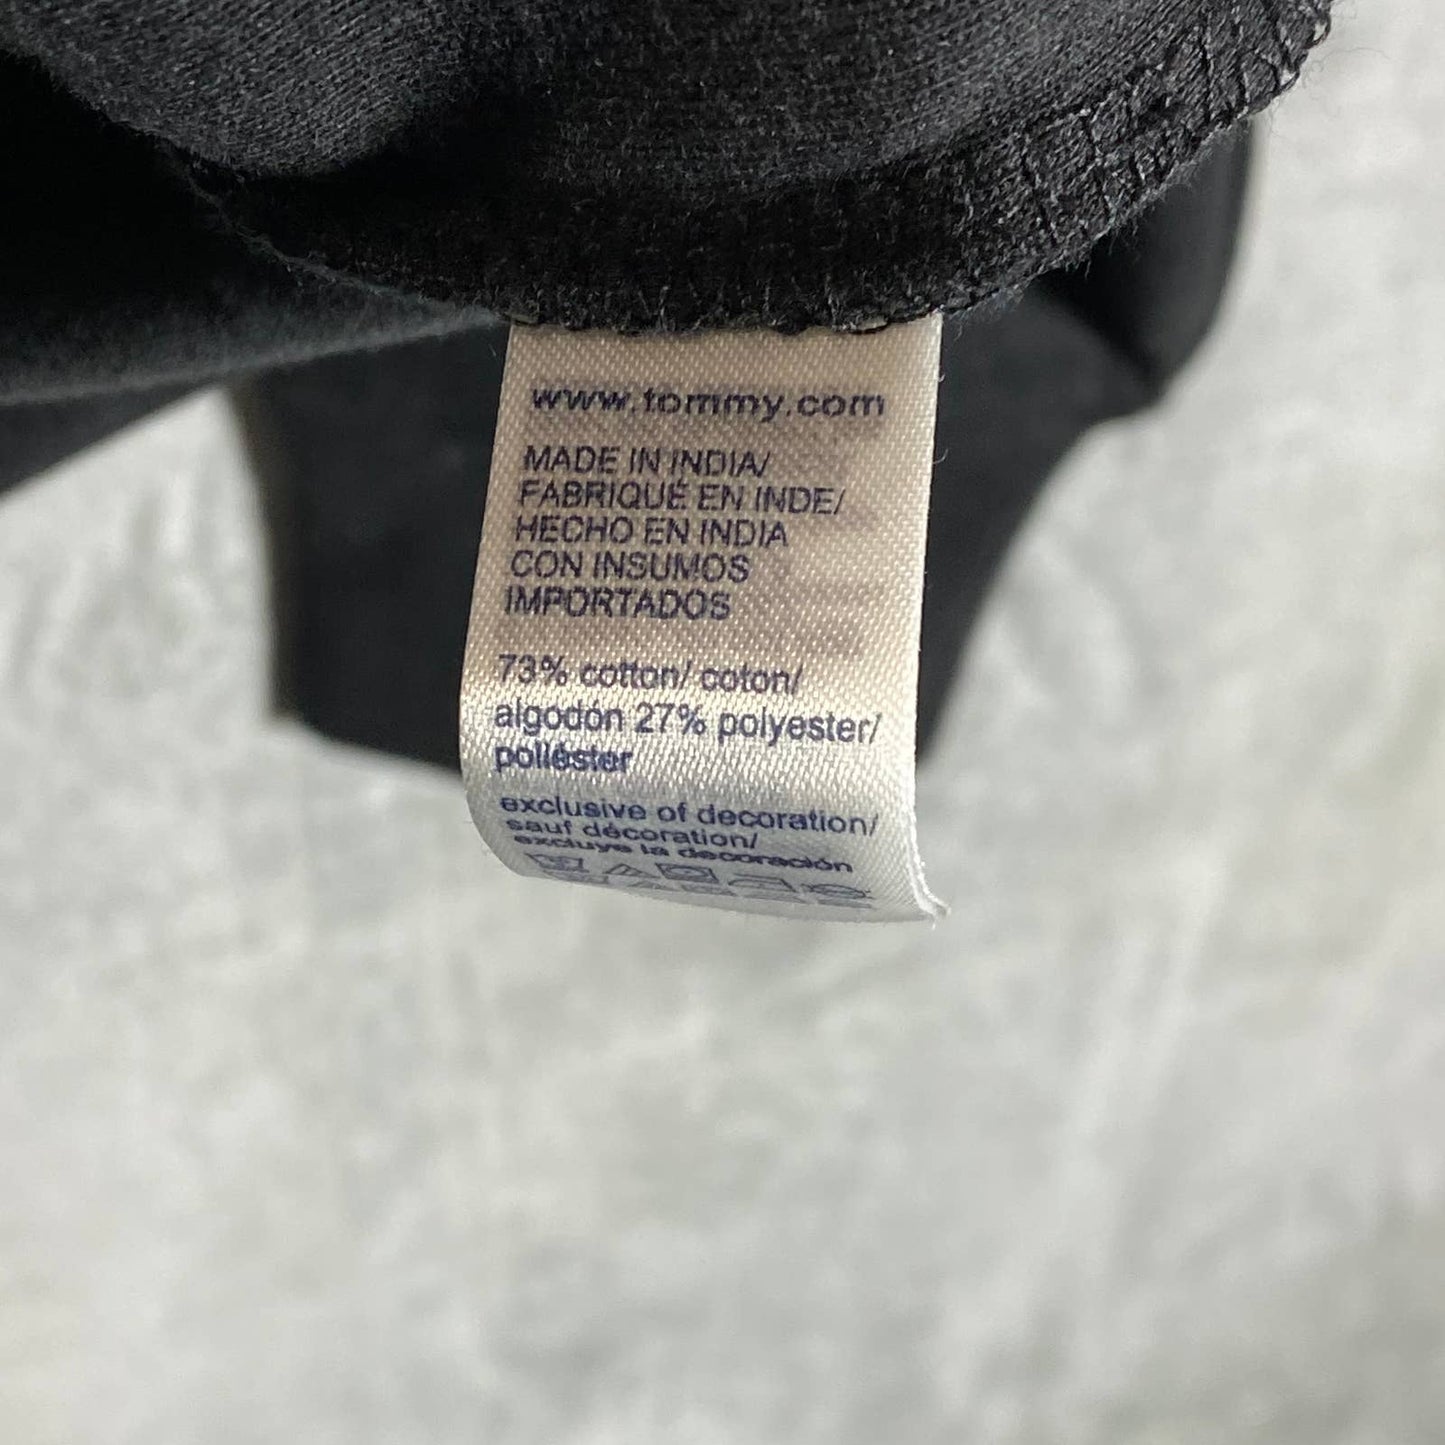 www.tommy.com
MADE IN INDIA/
FABRIQUÉ EN INDE/
HECHO EN INDIA
CON INSUMOS
IMPORTADOS
73% cotton/ coton/
algodón 27% polyester/
poliéster
exclusive of decoration/
sauf décoration/
excluye la decoración